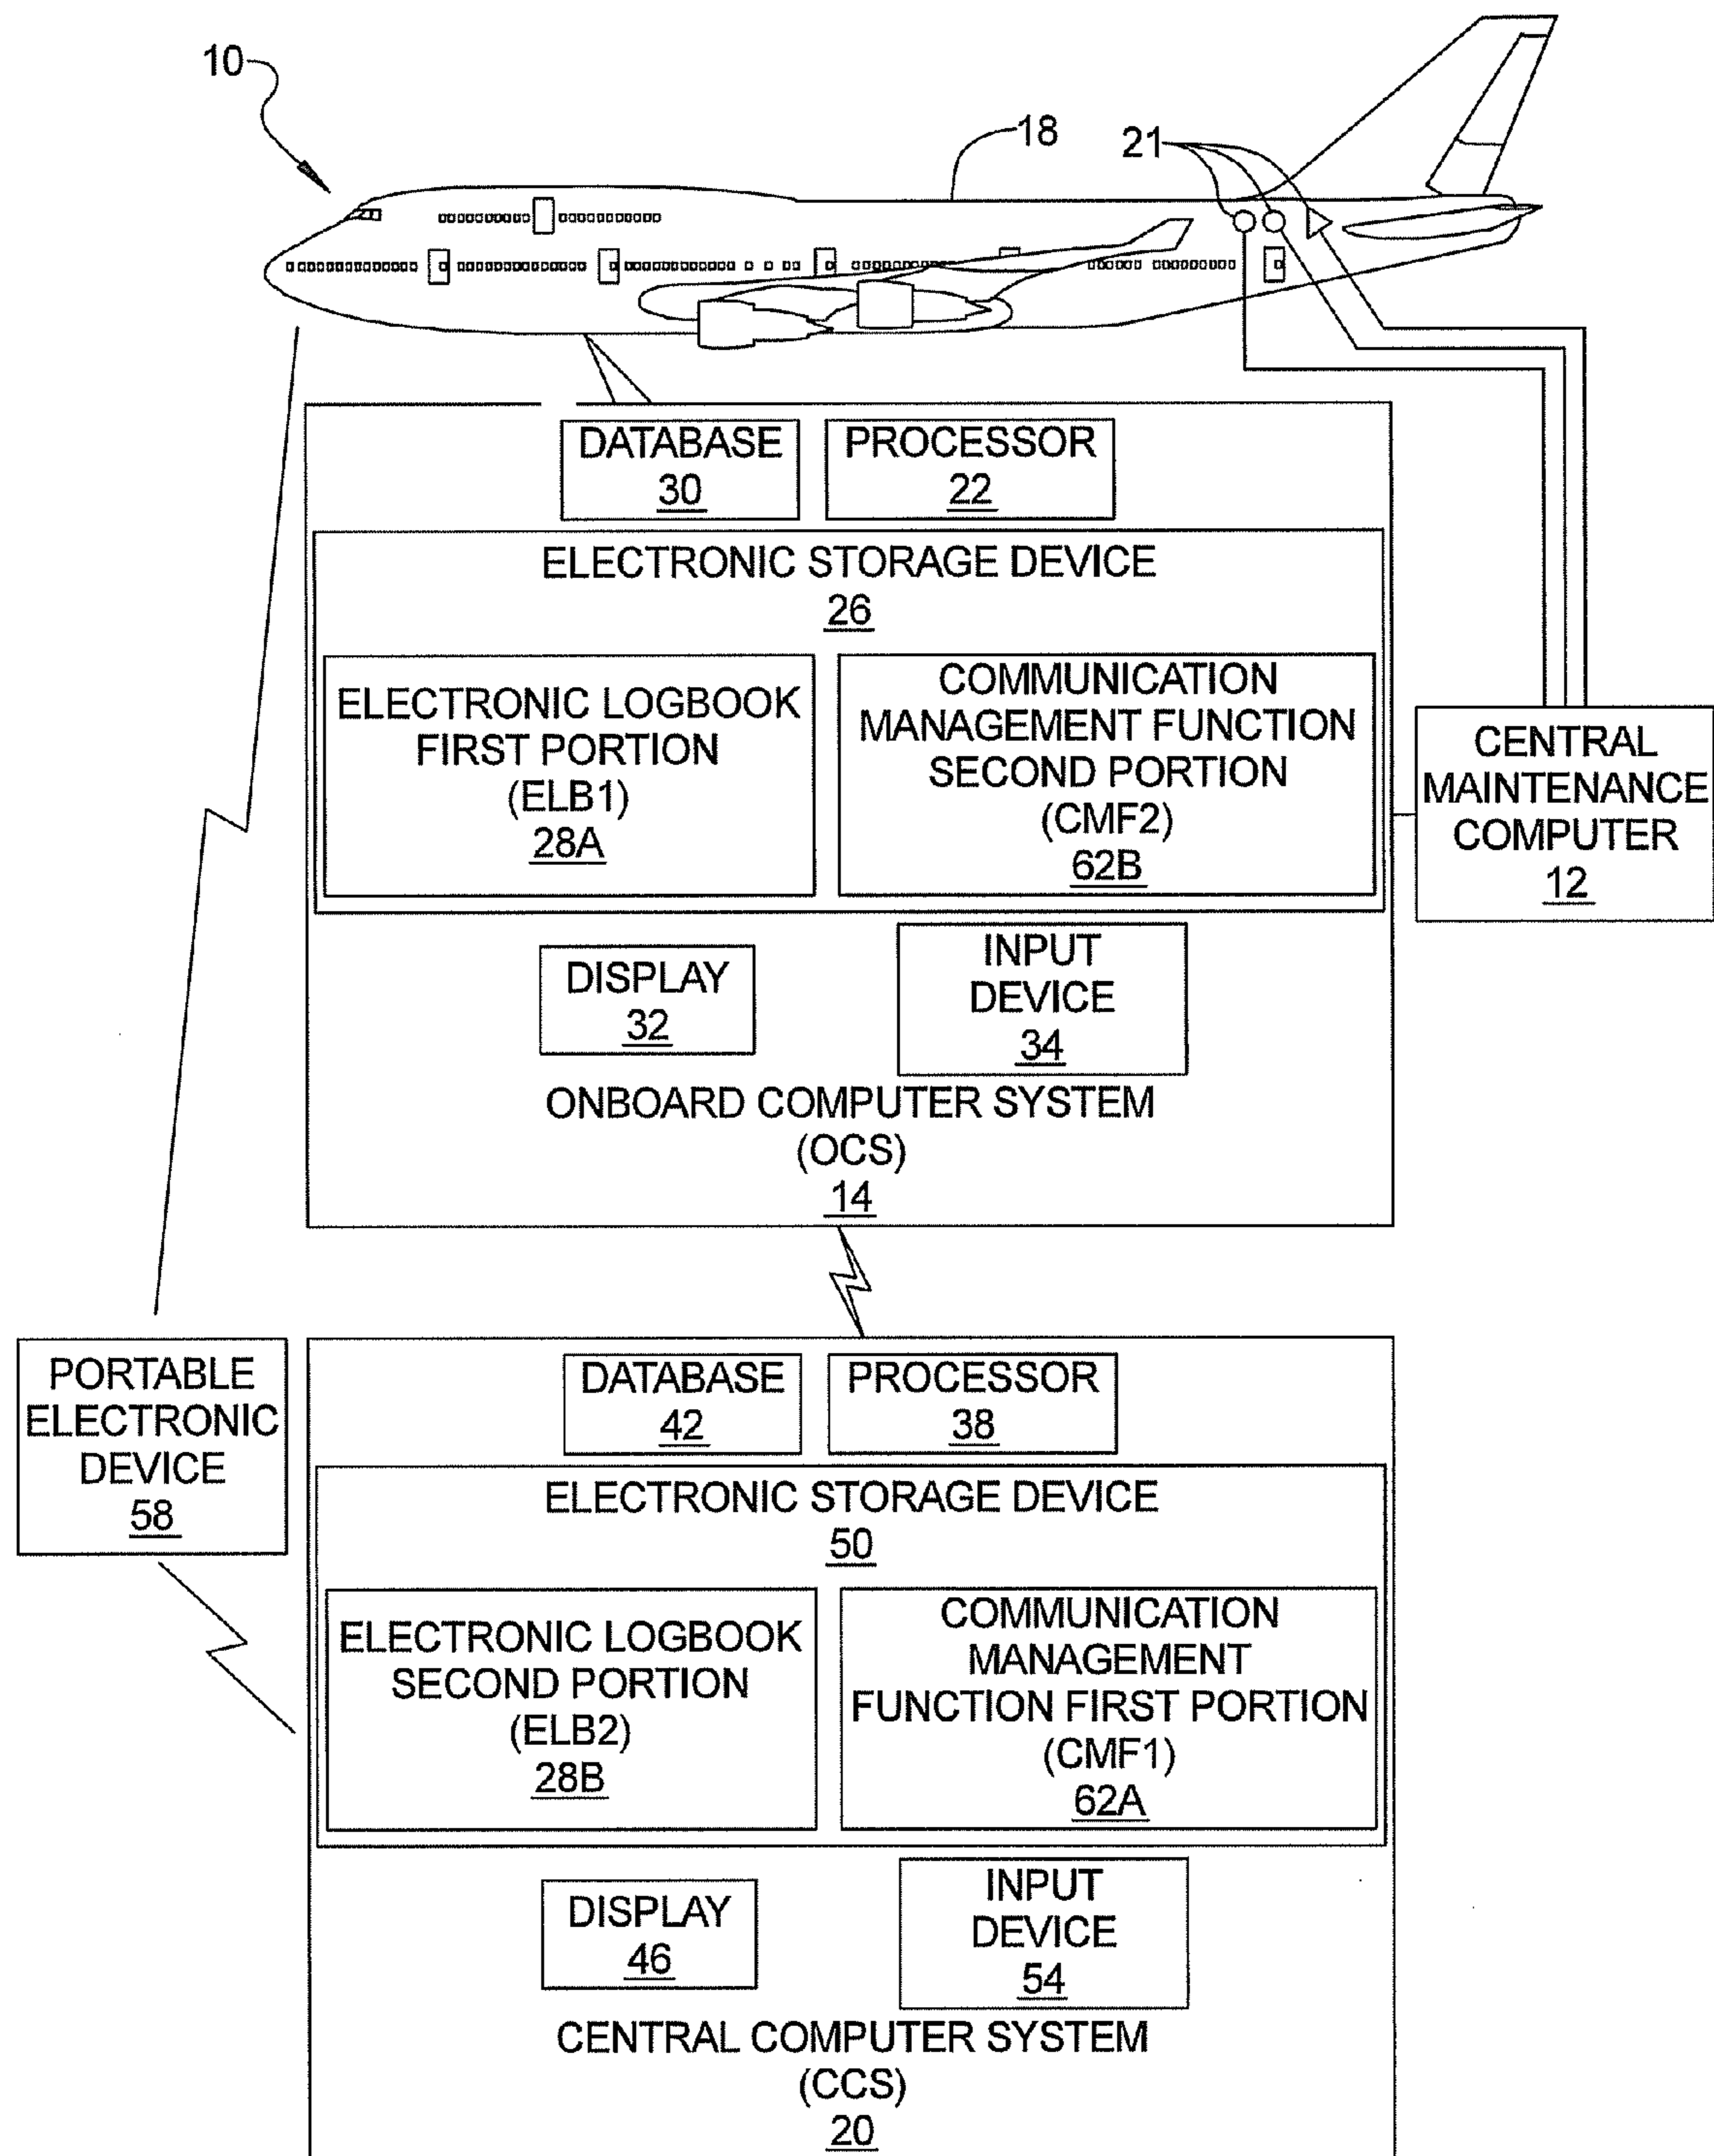 10
18
21
DATABASE
30
PROCESSOR
22
ELECTRONIC STORAGE DEVICE
26
ELECTRONIC LOGBOOK
FIRST PORTION
(ELB1)
28A
COMMUNICATION
MANAGEMENT FUNCTION
SECOND PORTION
(CMF2)
62B
CENTRAL
MAINTENANCE
COMPUTER
12
DISPLAY
32
INPUT
DEVICE
34
ONBOARD COMPUTER SYSTEM
(OCS)
14
PORTABLE
ELECTRONIC
DEVICE
58
DATABASE
42
PROCESSOR
38
ELECTRONIC STORAGE DEVICE
50
ELECTRONIC LOGBOOK
SECOND PORTION
(ELB2)
28B
COMMUNICATION
MANAGEMENT
FUNCTION FIRST PORTION
(CMF1)
62A
DISPLAY
46
INPUT
DEVICE
54
CENTRAL COMPUTER SYSTEM
(CCS)
20